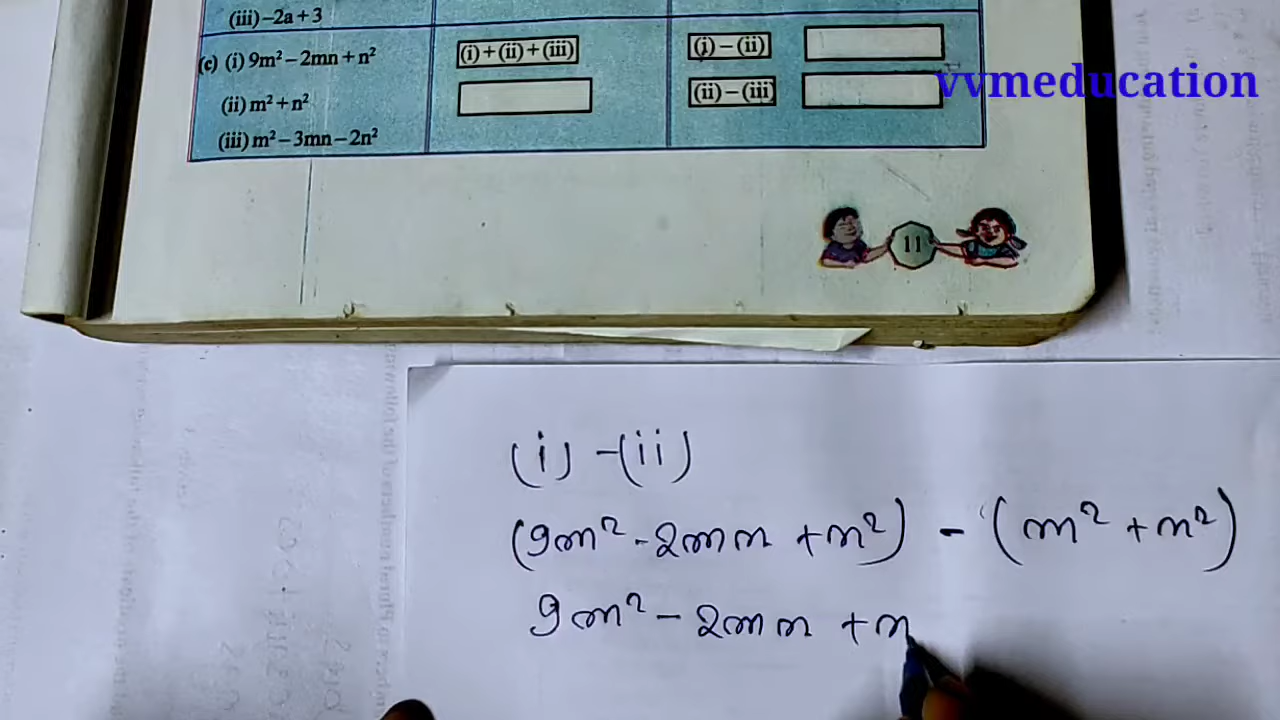 (iii) −2a + 3
(c) (i) 9m² − 2mn + n²
(ii) m² + n²
(iii) m² − 3mn − 2n²
(i) + (ii) + (iii)
(i) − (ii)
(ii) − (iii)
vvmeducation
11
(i) - (ii)
(9m² - 2mn + n²) - (m² + n²)
9m² - 2mn + n